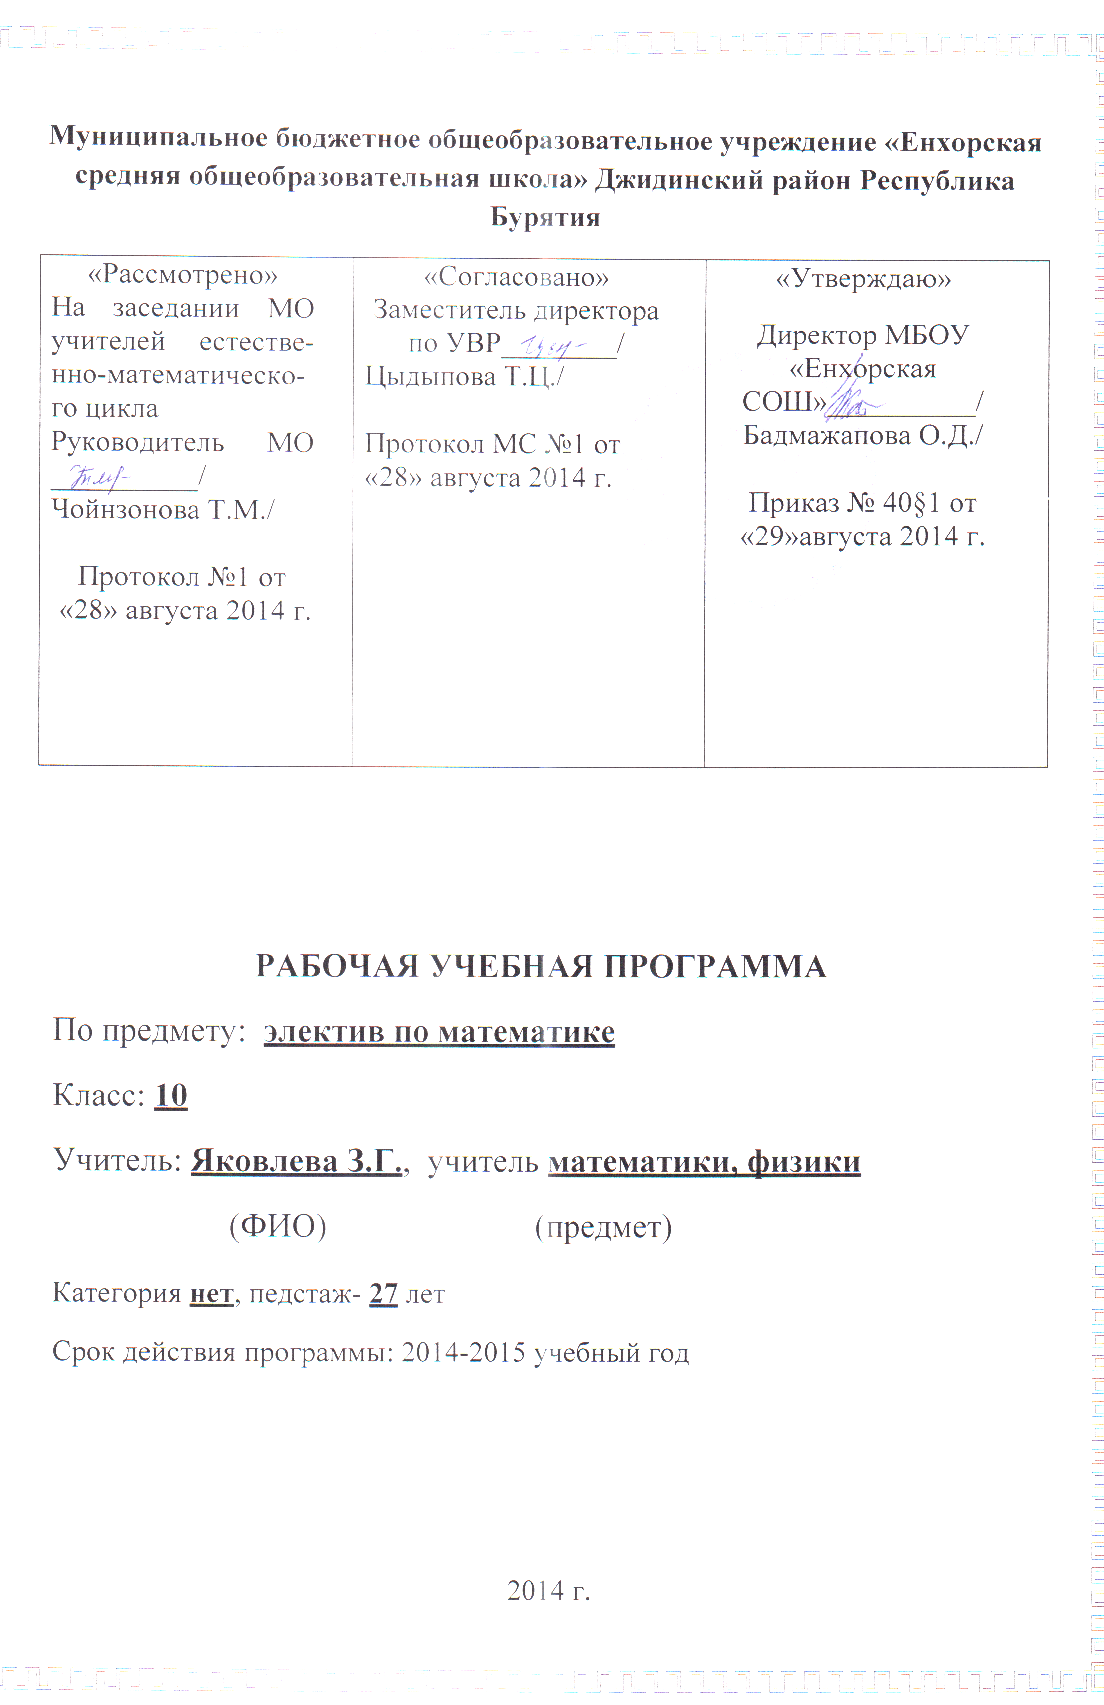 Муниципальное бюджетное общеобразовательное учреждение «Енхорская
средняя общеобразовательная школа» Джидинский район Республика
Бурятия
«Рассмотрено»
На заседании МО
учителей естестве-
нно-математическо-
го цикла
Руководитель МО
___________/
Чойнзонова Т.М./
Протокол №1 от
«28» августа 2014 г.
«Согласовано»
Заместитель директора
по УВР_________/
Цыдыпова Т.Ц./
Протокол МС №1 от
«28» августа 2014 г.
«Утверждаю»
Директор МБОУ
«Енхорская
СОШ»___________/
Бадмажапова О.Д./
Приказ № 40§1 от
«29»августа 2014 г.
РАБОЧАЯ УЧЕБНАЯ ПРОГРАММА
По предмету: электив по математике
Класс: 10
Учитель: Яковлева З.Г., учитель математики, физики
(ФИО) (предмет)
Категория нет, педстаж- 27 лет
Срок действия программы: 2014-2015 учебный год
2014 г.